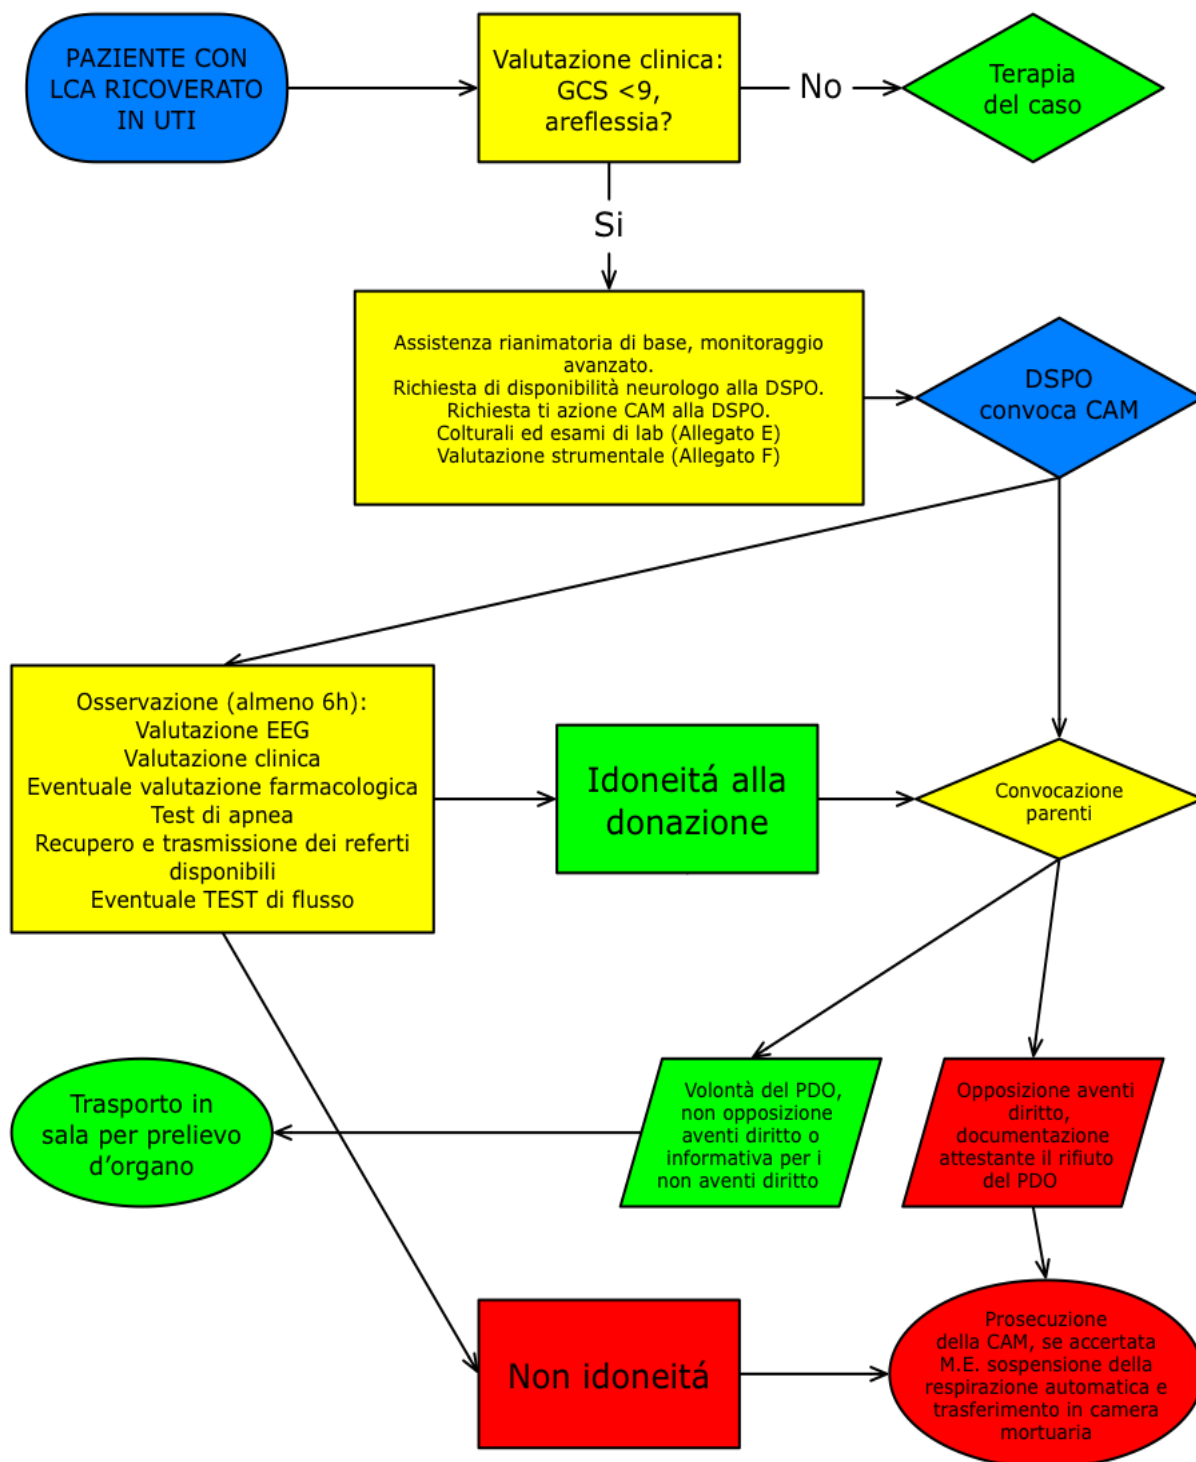 PAZIENTE CON
LCA RICOVERATO
IN UTI
Valutazione clinica:
GCS <9,
areflessia?
No
Terapia
del caso
Si
Assistenza rianimatoria di base, monitoraggio
avanzato.
Richiesta di disponibilità neurologo alla DSPO.
Richiesta ti azione CAM alla DSPO.
Colturali ed esami di lab (Allegato E)
Valutazione strumentale (Allegato F)
DSPO
convoca CAM
Osservazione (almeno 6h):
Valutazione EEG
Valutazione clinica
Eventuale valutazione farmacologica
Test di apnea
Recupero e trasmissione dei referti
disponibili
Eventuale TEST di flusso
Idoneitá alla
donazione
Convocazione
parenti
Trasporto in
sala per prelievo
d’organo
Volontà del PDO,
non opposizione
aventi diritto o
informativa per i
non aventi diritto
Opposizione aventi
diritto,
documentazione
attestante il rifiuto
del PDO
Non idoneitá
Prosecuzione
della CAM, se accertata
M.E. sospensione della
respirazione automatica e
trasferimento in camera
mortuaria